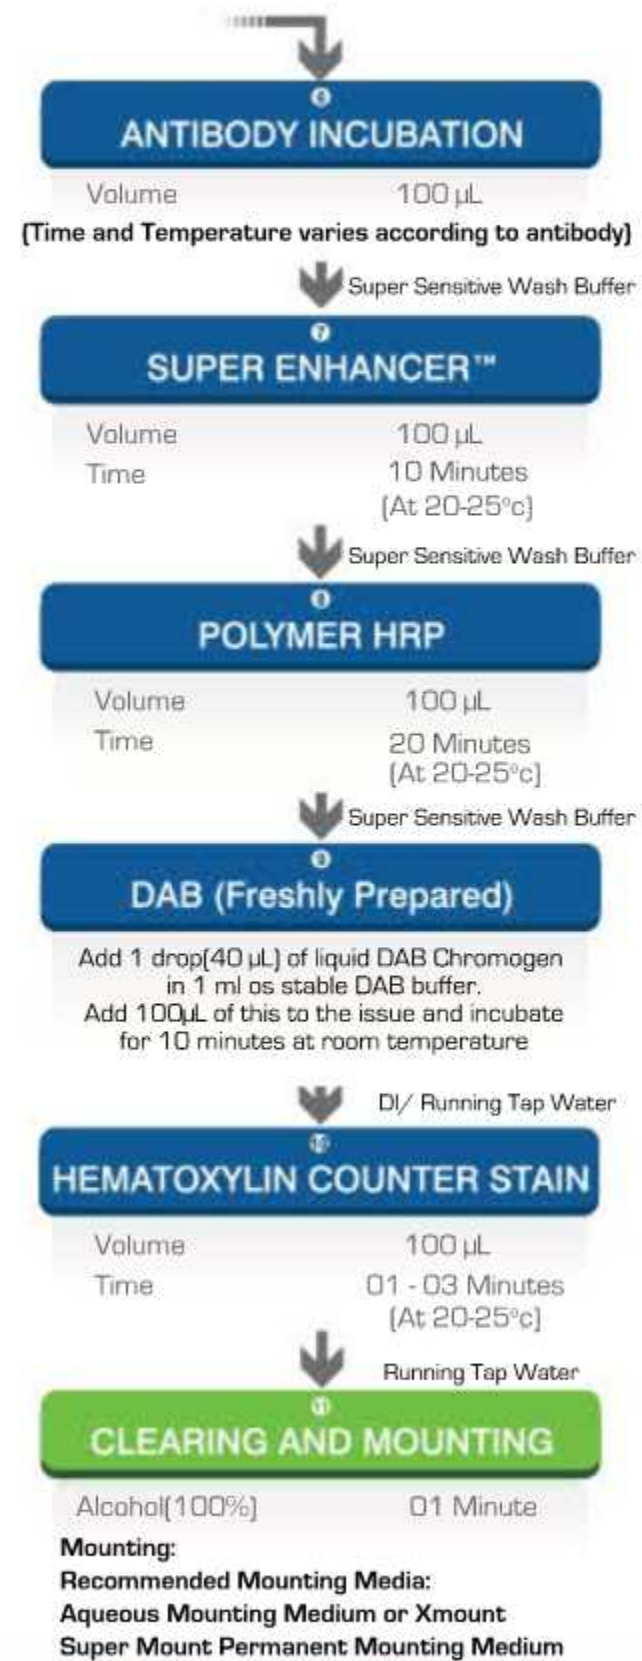 6
ANTIBODY INCUBATION
Volume 100 µL
(Time and Temperature varies according to antibody)
Super Sensitive Wash Buffer
7
SUPER ENHANCER™
Volume 100 µL
Time 10 Minutes
(At 20-25°c)
Super Sensitive Wash Buffer
8
POLYMER HRP
Volume 100 µL
Time 20 Minutes
(At 20-25°c)
Super Sensitive Wash Buffer
9
DAB (Freshly Prepared)
Add 1 drop(40 µL) of liquid DAB Chromogen
in 1 ml os stable DAB buffer.
Add 100µL of this to the issue and incubate
for 10 minutes at room temperature
DI/ Running Tap Water
10
HEMATOXYLIN COUNTER STAIN
Volume 100 µL
Time 01 - 03 Minutes
(At 20-25°c)
Running Tap Water
11
CLEARING AND MOUNTING
Alcohol(100%) 01 Minute
Mounting:
Recommended Mounting Media:
Aqueous Mounting Medium or Xmount
Super Mount Permanent Mounting Medium